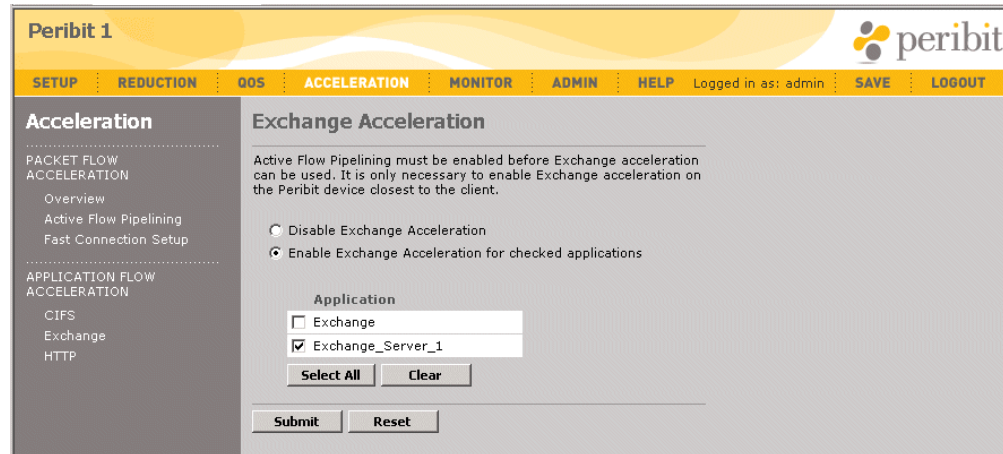 Peribit 1
peribit
SETUP REDUCTION QOS ACCELERATION MONITOR ADMIN HELP Logged in as: admin SAVE LOGOUT
Acceleration
PACKET FLOW
ACCELERATION
Overview
Active Flow Pipelining
Fast Connection Setup
APPLICATION FLOW
ACCELERATION
CIFS
Exchange
HTTP
Exchange Acceleration
Active Flow Pipelining must be enabled before Exchange acceleration
can be used. It is only necessary to enable Exchange acceleration on
the Peribit device closest to the client.
Disable Exchange Acceleration
Enable Exchange Acceleration for checked applications
Application
Exchange
Exchange_Server_1
Select All Clear
Submit Reset